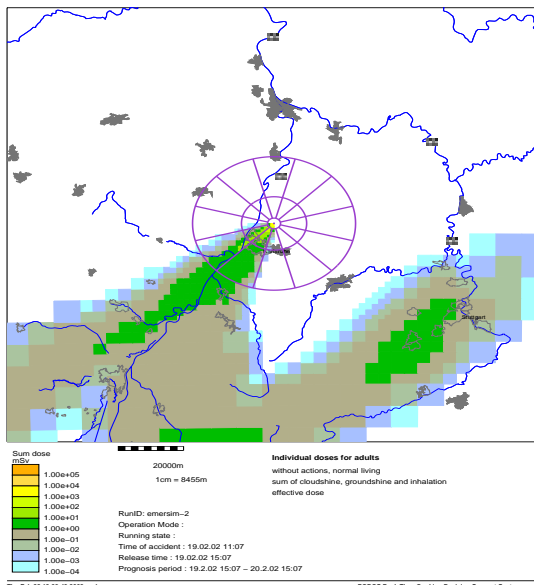 Stuttgart
Sum dose
mSv
1.00e+05
1.00e+04
1.00e+03
1.00e+02
1.00e+01
1.00e+00
1.00e-01
1.00e-02
1.00e-03
1.00e-04
20000m
1cm = 8455m
RunID: emersim-2
Operation Mode :
Running state :
Time of accident : 19.02.02 11:07
Release time : 19.02.02 15:07
Prognosis period : 19.2.02 15:07 - 20.2.02 15:07
Individual doses for adults
without actions, normal living
sum of cloudshine, groundshine and inhalation
effective dose